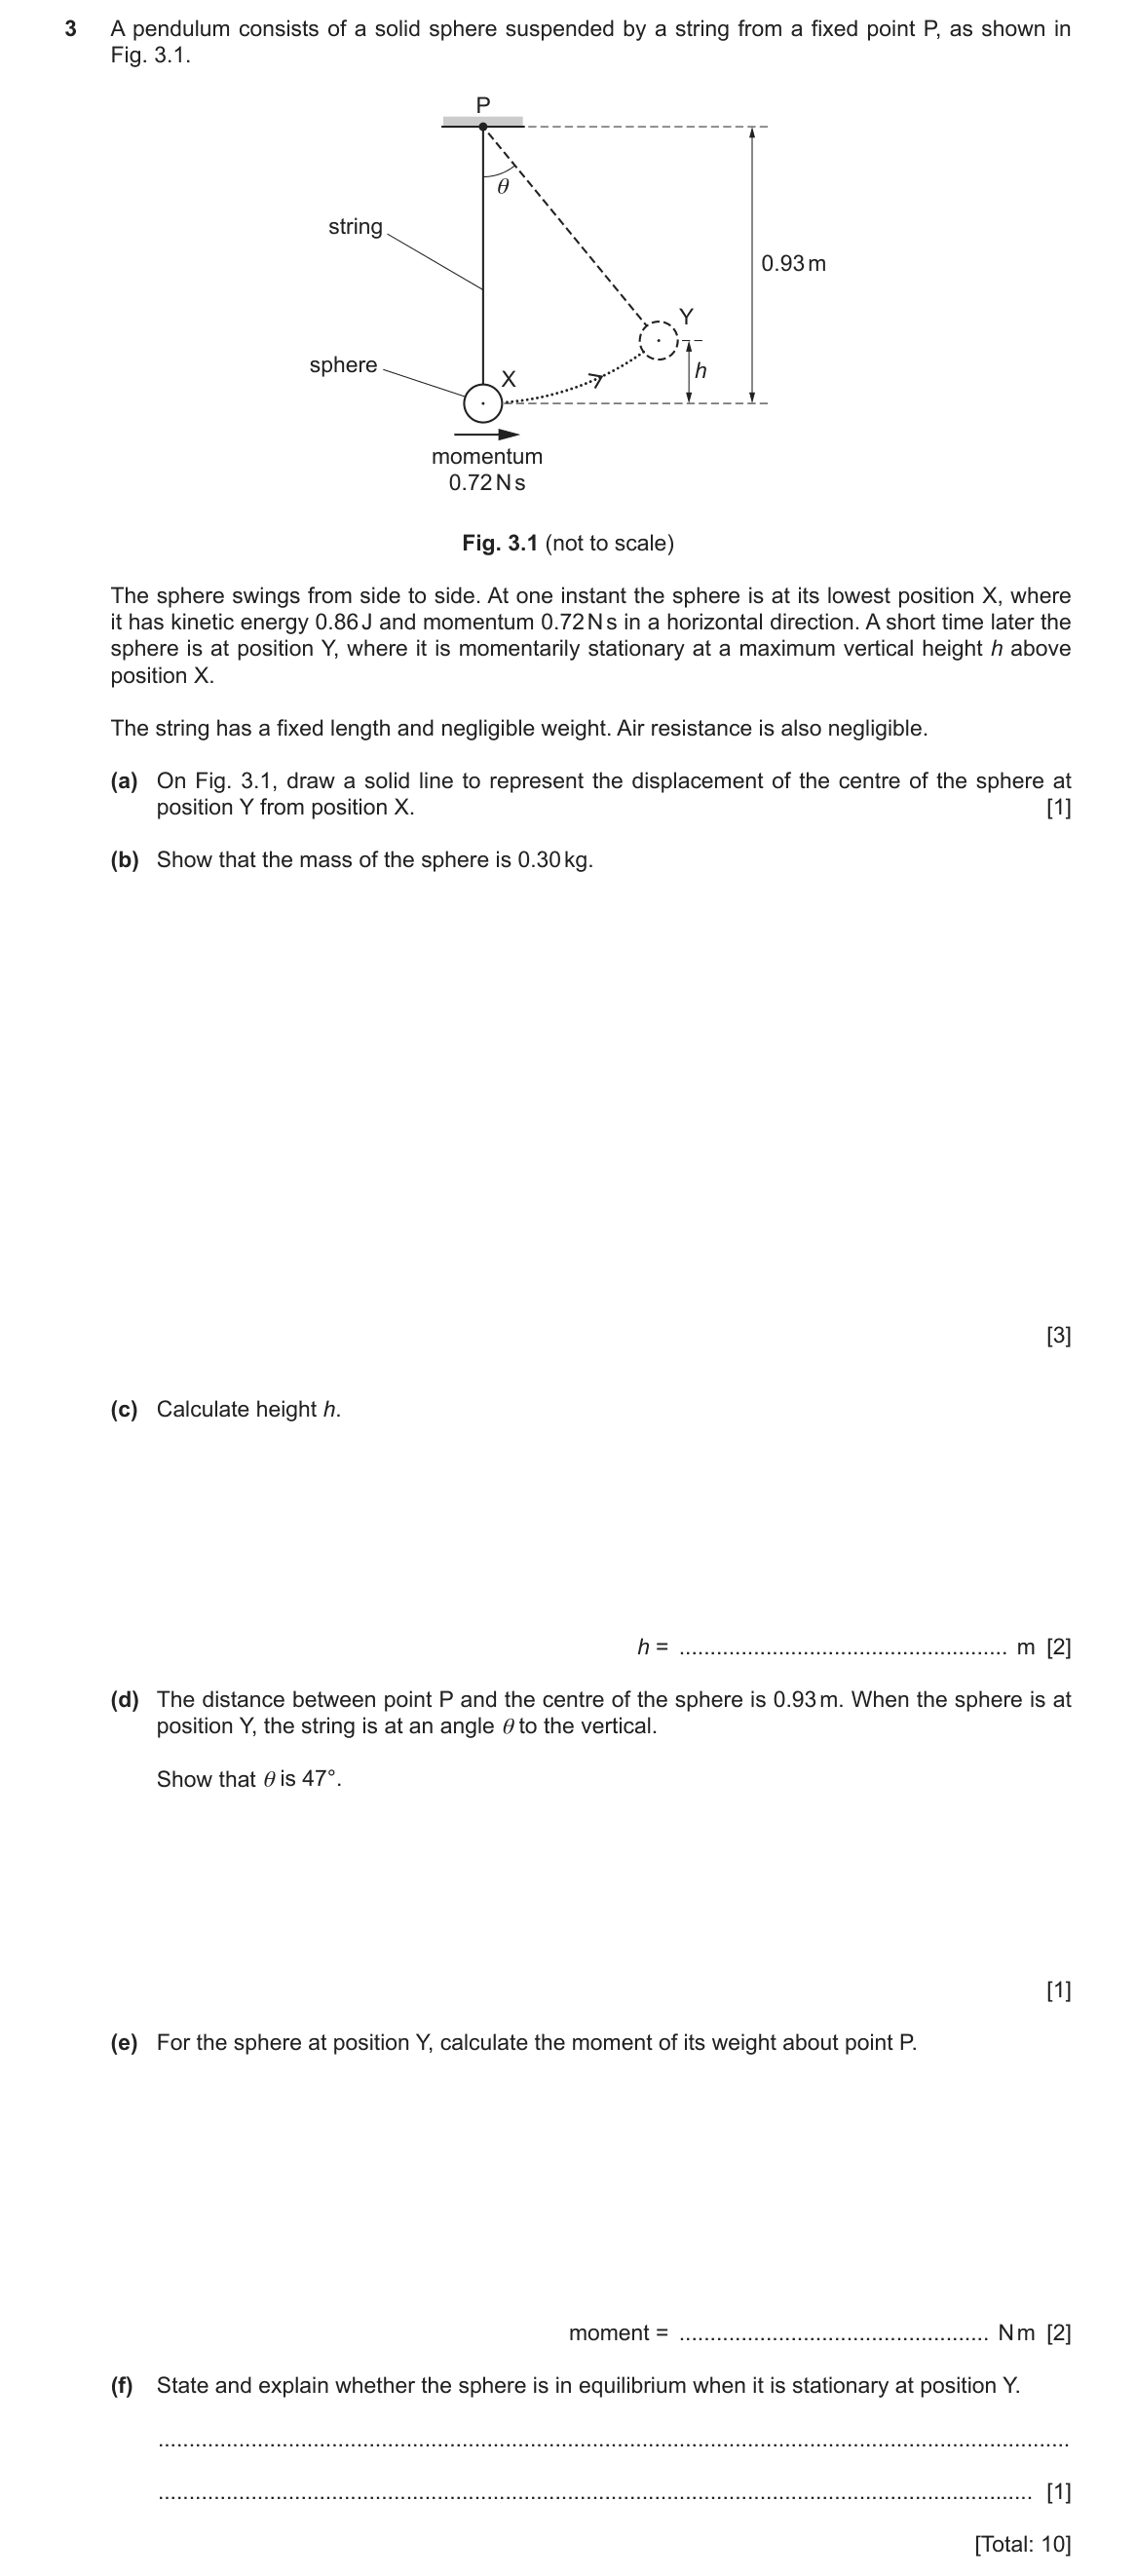 3 A pendulum consists of a solid sphere suspended by a string from a fixed point P, as shown in
Fig. 3.1.
P
θ
string
0.93 m
Y
sphere
X
h
momentum
0.72 N s
Fig. 3.1 (not to scale)
The sphere swings from side to side. At one instant the sphere is at its lowest position X, where
it has kinetic energy 0.86 J and momentum 0.72 N s in a horizontal direction. A short time later the
sphere is at position Y, where it is momentarily stationary at a maximum vertical height h above
position X.
The string has a fixed length and negligible weight. Air resistance is also negligible.
(a) On Fig. 3.1, draw a solid line to represent the displacement of the centre of the sphere at
position Y from position X. [1]
(b) Show that the mass of the sphere is 0.30 kg.
[3]
(c) Calculate height h.
h = ..................................................... m [2]
(d) The distance between point P and the centre of the sphere is 0.93 m. When the sphere is at
position Y, the string is at an angle θ to the vertical.
Show that θ is 47°.
[1]
(e) For the sphere at position Y, calculate the moment of its weight about point P.
moment = .................................................. N m [2]
(f) State and explain whether the sphere is in equilibrium when it is stationary at position Y.
...................................................................................................................................................
............................................................................................................................................. [1]
[Total: 10]